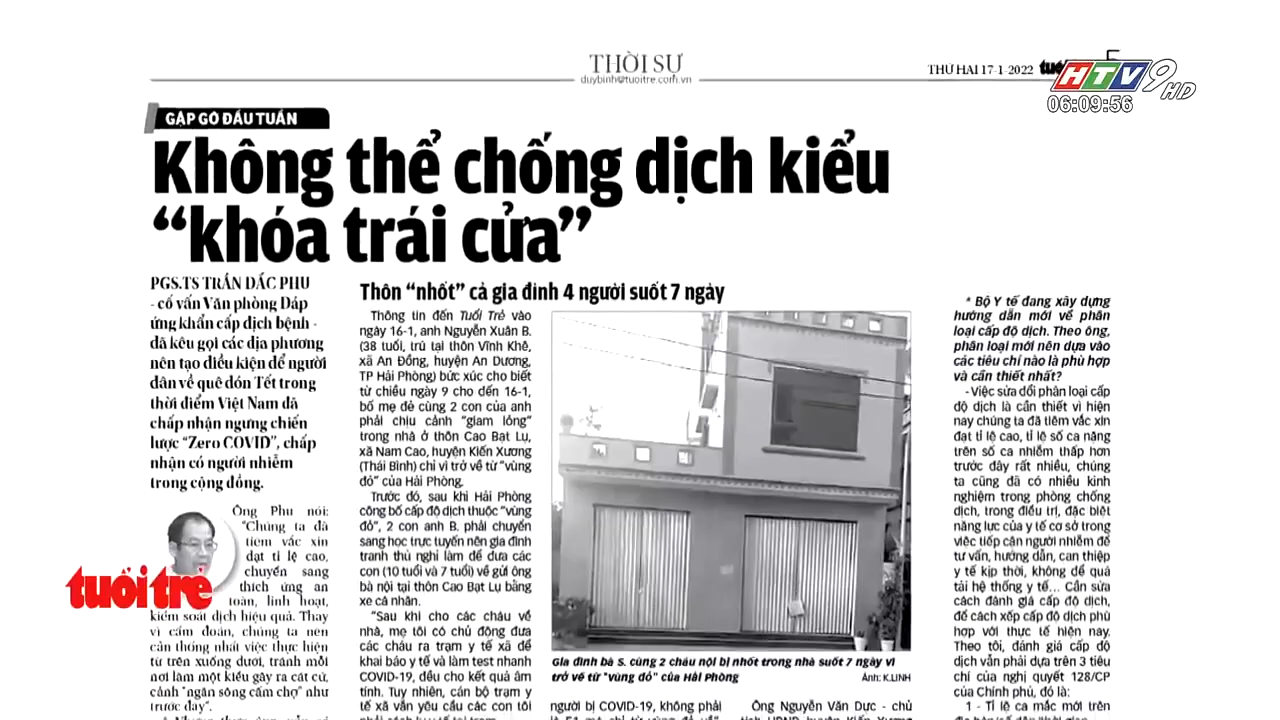 THỜI SỰ
duybinh@tuoitre.com.vn
THỨ HAI 17-1-2022
HTV9 HD
06:09:56
GẶP GỠ ĐẦU TUẦN
Không thể chống dịch kiểu
“khóa trái cửa”
PGS.TS TRẦN ĐẮC PHU
- cố vấn Văn phòng Đáp
ứng khẩn cấp dịch bệnh -
đã kêu gọi các địa phương
nên tạo điều kiện để người
dân về quê đón Tết trong
thời điểm Việt Nam đã
chấp nhận ngưng chiến
lược “Zero COVID”, chấp
nhận có người nhiễm
trong cộng đồng.
Ông Phu nói:
“Chúng ta đã
tiêm vắc xin
đạt tỉ lệ cao,
chuyển sang
thích ứng an
toàn, linh hoạt,
kiểm soát dịch hiệu quả. Thay
vì cấm đoán, chúng ta nên
cần thống nhất việc thực hiện
từ trên xuống dưới, tránh mỗi
nơi làm một kiểu gây ra cát cứ,
cảnh “ngăn sông cấm chợ” như
trước đây”.
tuổi trẻ
Thôn “nhốt” cả gia đình 4 người suốt 7 ngày
Thông tin đến Tuổi Trẻ vào
ngày 16-1, anh Nguyễn Xuân B.
(38 tuổi, trú tại thôn Vĩnh Khê,
xã An Đồng, huyện An Dương,
TP Hải Phòng) bức xúc cho biết
từ chiều ngày 9 cho đến 16-1,
bố mẹ đẻ cùng 2 con của anh
phải chịu cảnh “giam lỏng”
trong nhà ở thôn Cao Bạt Lụ,
xã Nam Cao, huyện Kiến Xương
(Thái Bình) chỉ vì trở về từ “vùng
đỏ” của Hải Phòng.
Trước đó, sau khi Hải Phòng
công bố cấp độ dịch thuộc “vùng
đỏ”, 2 con anh B. phải chuyển
sang học trực tuyến nên gia đình
tranh thủ nghỉ làm để đưa các
con (10 tuổi và 7 tuổi) về gửi ông
bà nội tại thôn Cao Bạt Lụ bằng
xe cá nhân.
“Sau khi cho các cháu về
nhà, mẹ tôi có chủ động đưa
các cháu ra trạm y tế xã để
khai báo y tế và làm test nhanh
COVID-19, đều cho kết quả âm
tính. Tuy nhiên, cán bộ trạm y
tế xã vẫn yêu cầu các con tôi
Gia đình bà S. cùng 2 cháu nội bị nhốt trong nhà suốt 7 ngày vì
trở về từ “vùng đỏ” của Hải Phòng
Ảnh: K.LINH
người bị COVID-19, không phải
Ông Nguyễn Văn Dực - chủ
* Bộ Y tế đang xây dựng
hướng dẫn mới về phân
loại cấp độ dịch. Theo ông,
phân loại mới nên dựa vào
các tiêu chí nào là phù hợp
và cần thiết nhất?
- Việc sửa đổi phân loại cấp
độ dịch là cần thiết vì hiện
nay chúng ta đã tiêm vắc xin
đạt tỉ lệ cao, tỉ lệ số ca nặng
trên số ca nhiễm thấp hơn
trước đây rất nhiều, chúng
ta cũng đã có nhiều kinh
nghiệm trong phòng chống
dịch, trong điều trị, đặc biệt
năng lực của y tế cơ sở trong
việc tiếp cận người nhiễm để
tư vấn, hướng dẫn, can thiệp
y tế kịp thời, không để quá
tải hệ thống y tế... Cần sửa
cách đánh giá cấp độ dịch,
để cách xếp cấp độ dịch phù
hợp với thực tế hiện nay.
Theo tôi, đánh giá cấp độ
dịch vẫn phải dựa trên 3 tiêu
chí của nghị quyết 128/CP
của Chính phủ, đó là:
1 - Tỉ lệ ca mắc mới trên